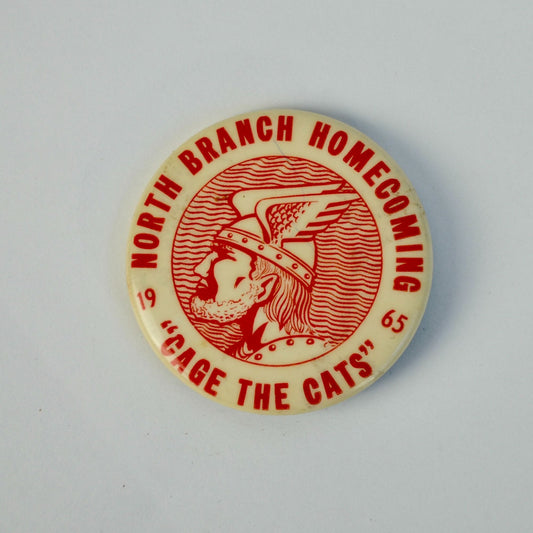 NORTH BRANCH HOMECOMING
19 65
"CAGE THE CATS"